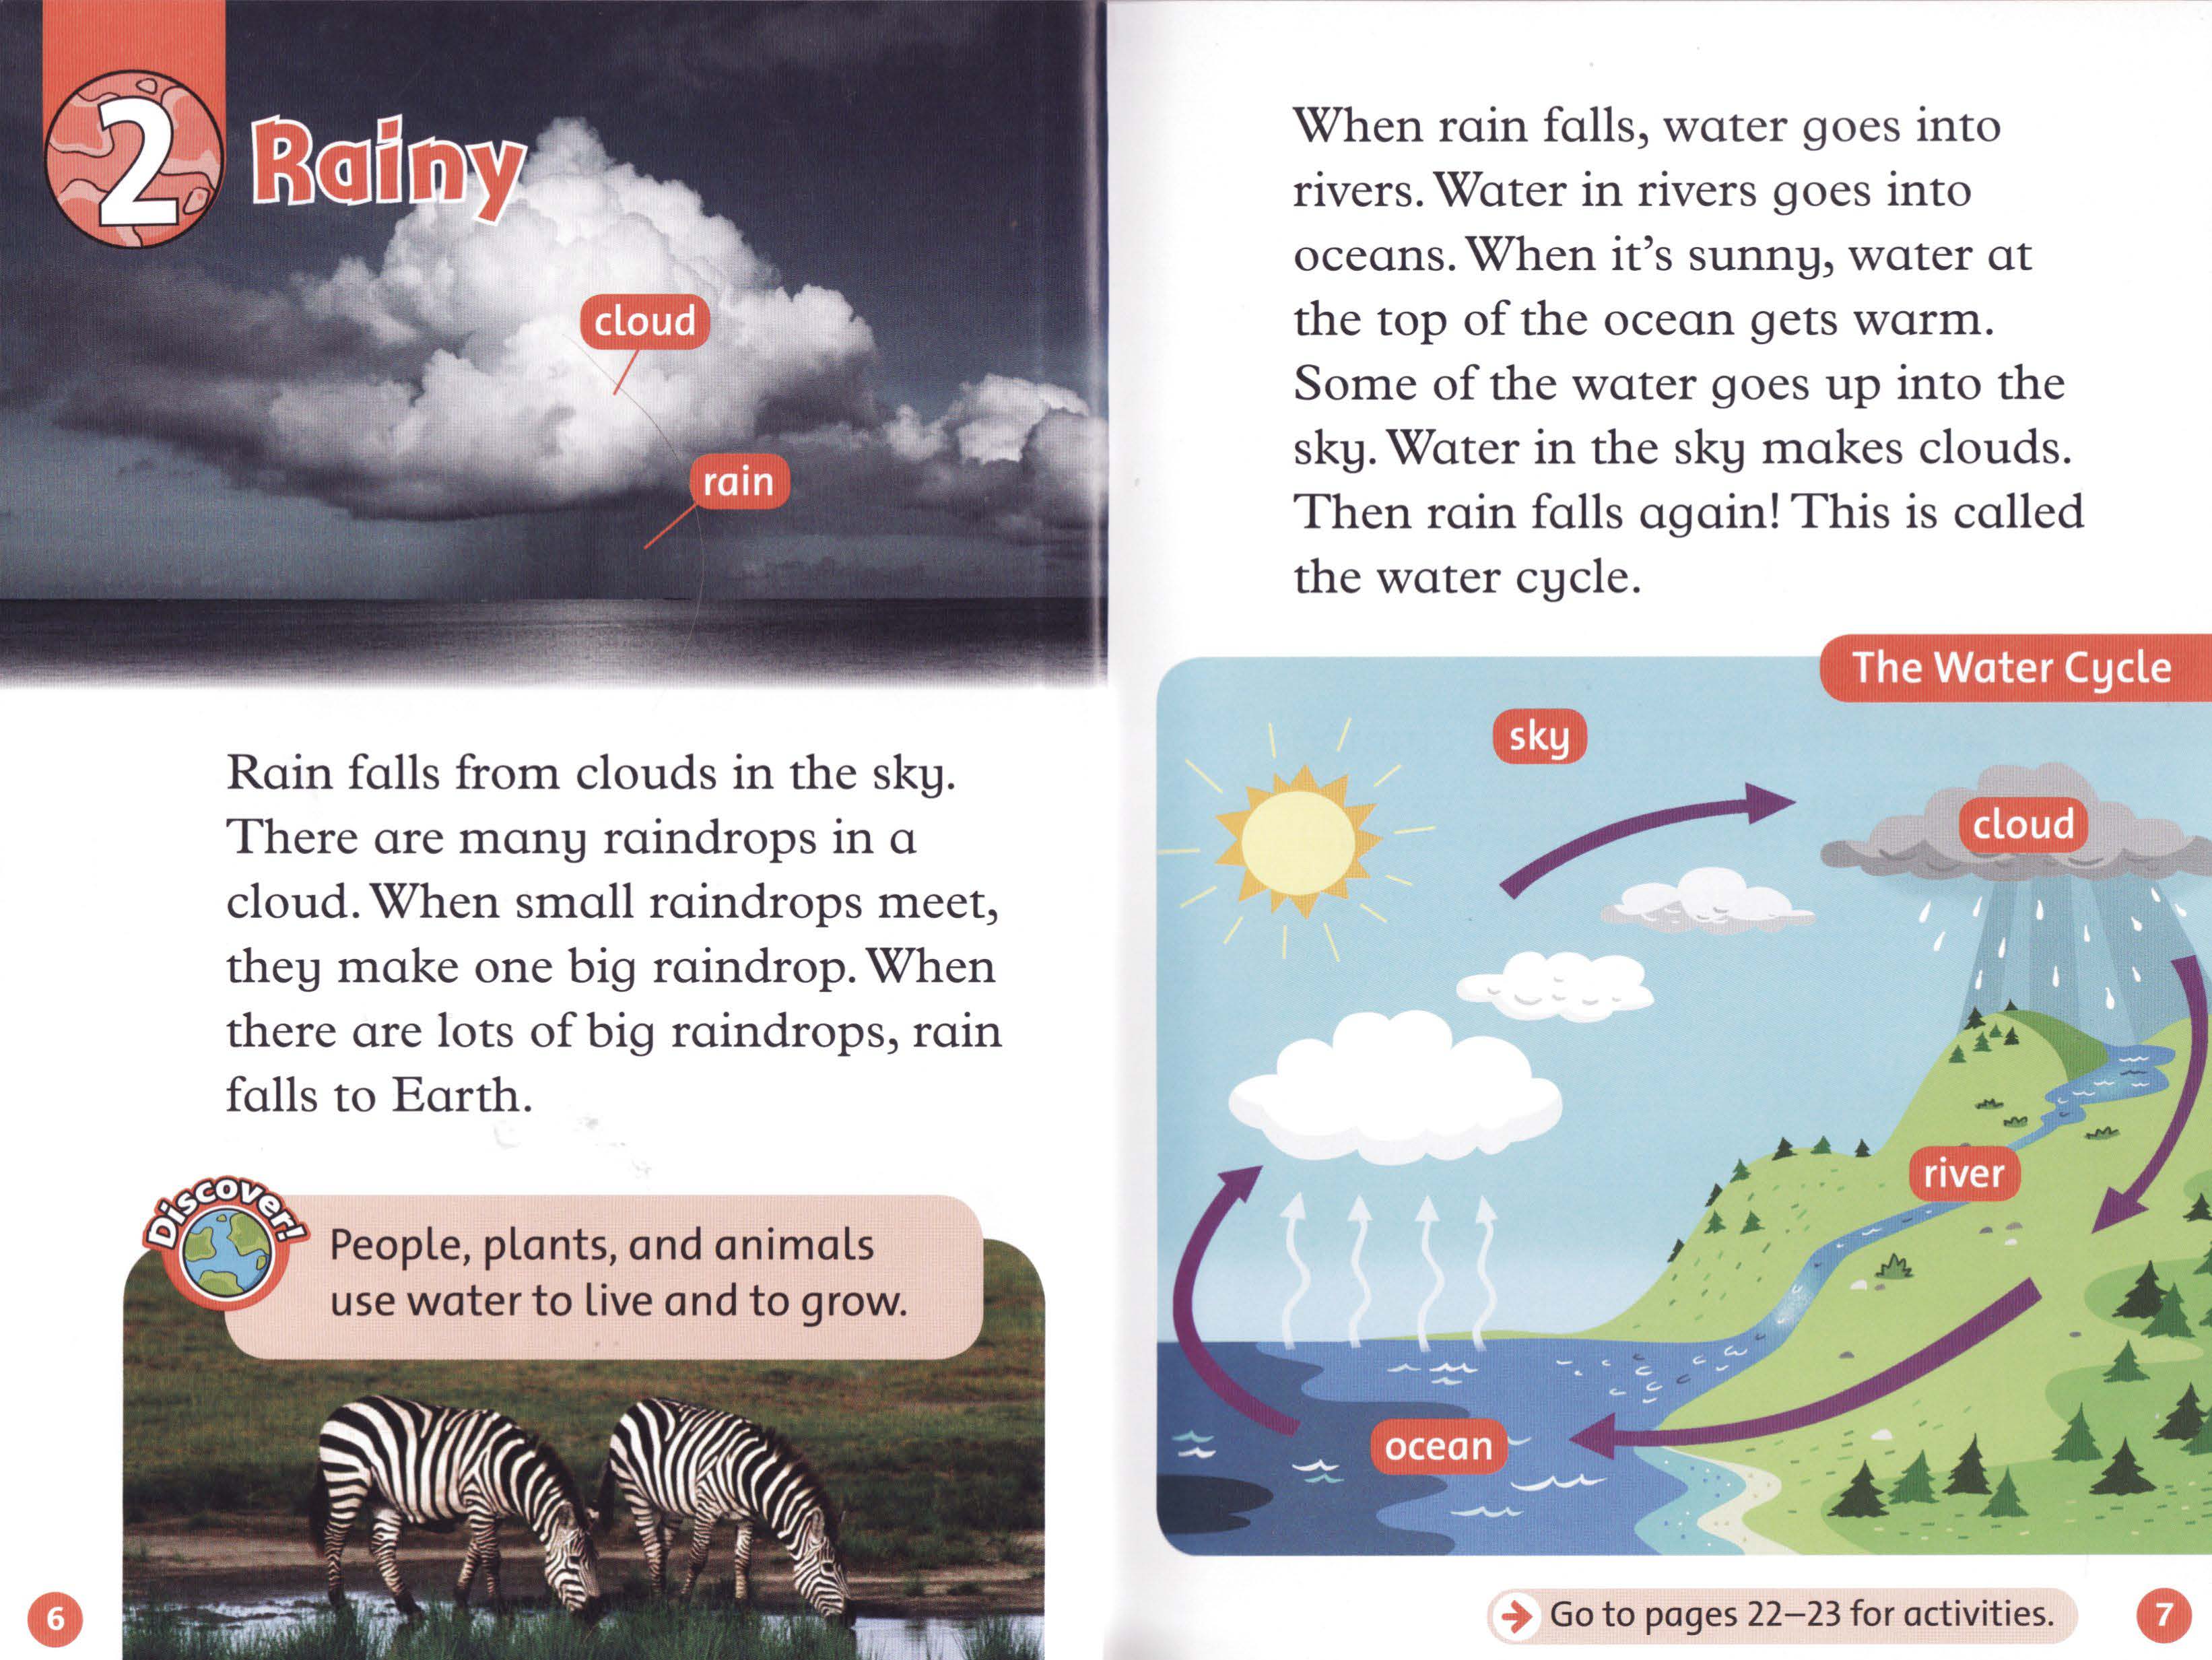 2
Rainy
cloud
rain
Rain falls from clouds in the sky.
There are many raindrops in a
cloud. When small raindrops meet,
they make one big raindrop. When
there are lots of big raindrops, rain
falls to Earth.
Discover!
People, plants, and animals
use water to live and to grow.
6
When rain falls, water goes into
rivers. Water in rivers goes into
oceans. When it's sunny, water at
the top of the ocean gets warm.
Some of the water goes up into the
sky. Water in the sky makes clouds.
Then rain falls again! This is called
the water cycle.
The Water Cycle
sky
cloud
river
ocean
Go to pages 22–23 for activities.
7